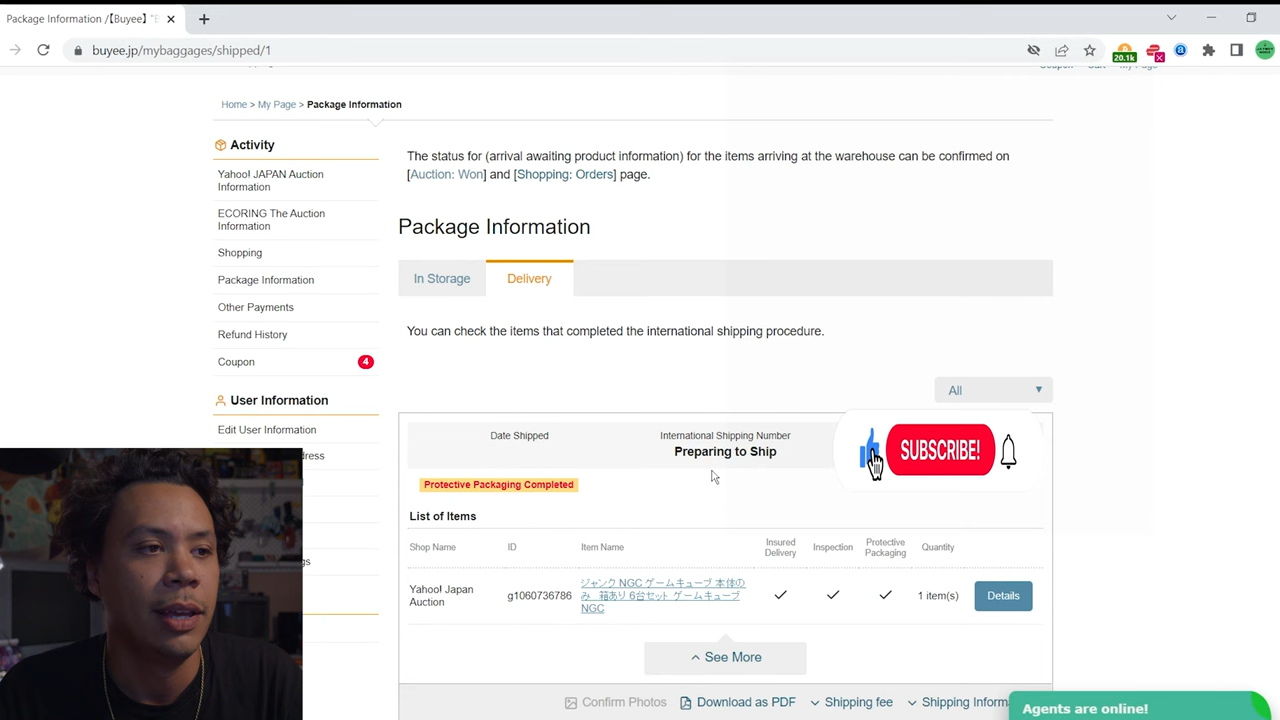 Package Information /【Buyee】 "B
buyee.jp/mybaggages/shipped/1
20.1k
Home > My Page > Package Information
Activity
Yahoo! JAPAN Auction
Information
ECORING The Auction
Information
Shopping
Package Information
Other Payments
Refund History
Coupon 4
User Information
Edit User Information
The status for (arrival awaiting product information) for the items arriving at the warehouse can be confirmed on
[Auction: Won] and [Shopping: Orders] page.
Package Information
In Storage Delivery
You can check the items that completed the international shipping procedure.
All
Date Shipped International Shipping Number
Preparing to Ship
SUBSCRIBE!
Protective Packaging Completed
List of Items
Shop Name ID Item Name Insured Delivery Inspection Protective Packaging Quantity
Yahoo! Japan
Auction
g1060736786
ジャンク NGC ゲームキューブ 本体の
み 箱あり 6台セット ゲームキューブ
NGC
1 item(s) Details
See More
Confirm Photos Download as PDF Shipping fee Shipping Informa
Agents are online!